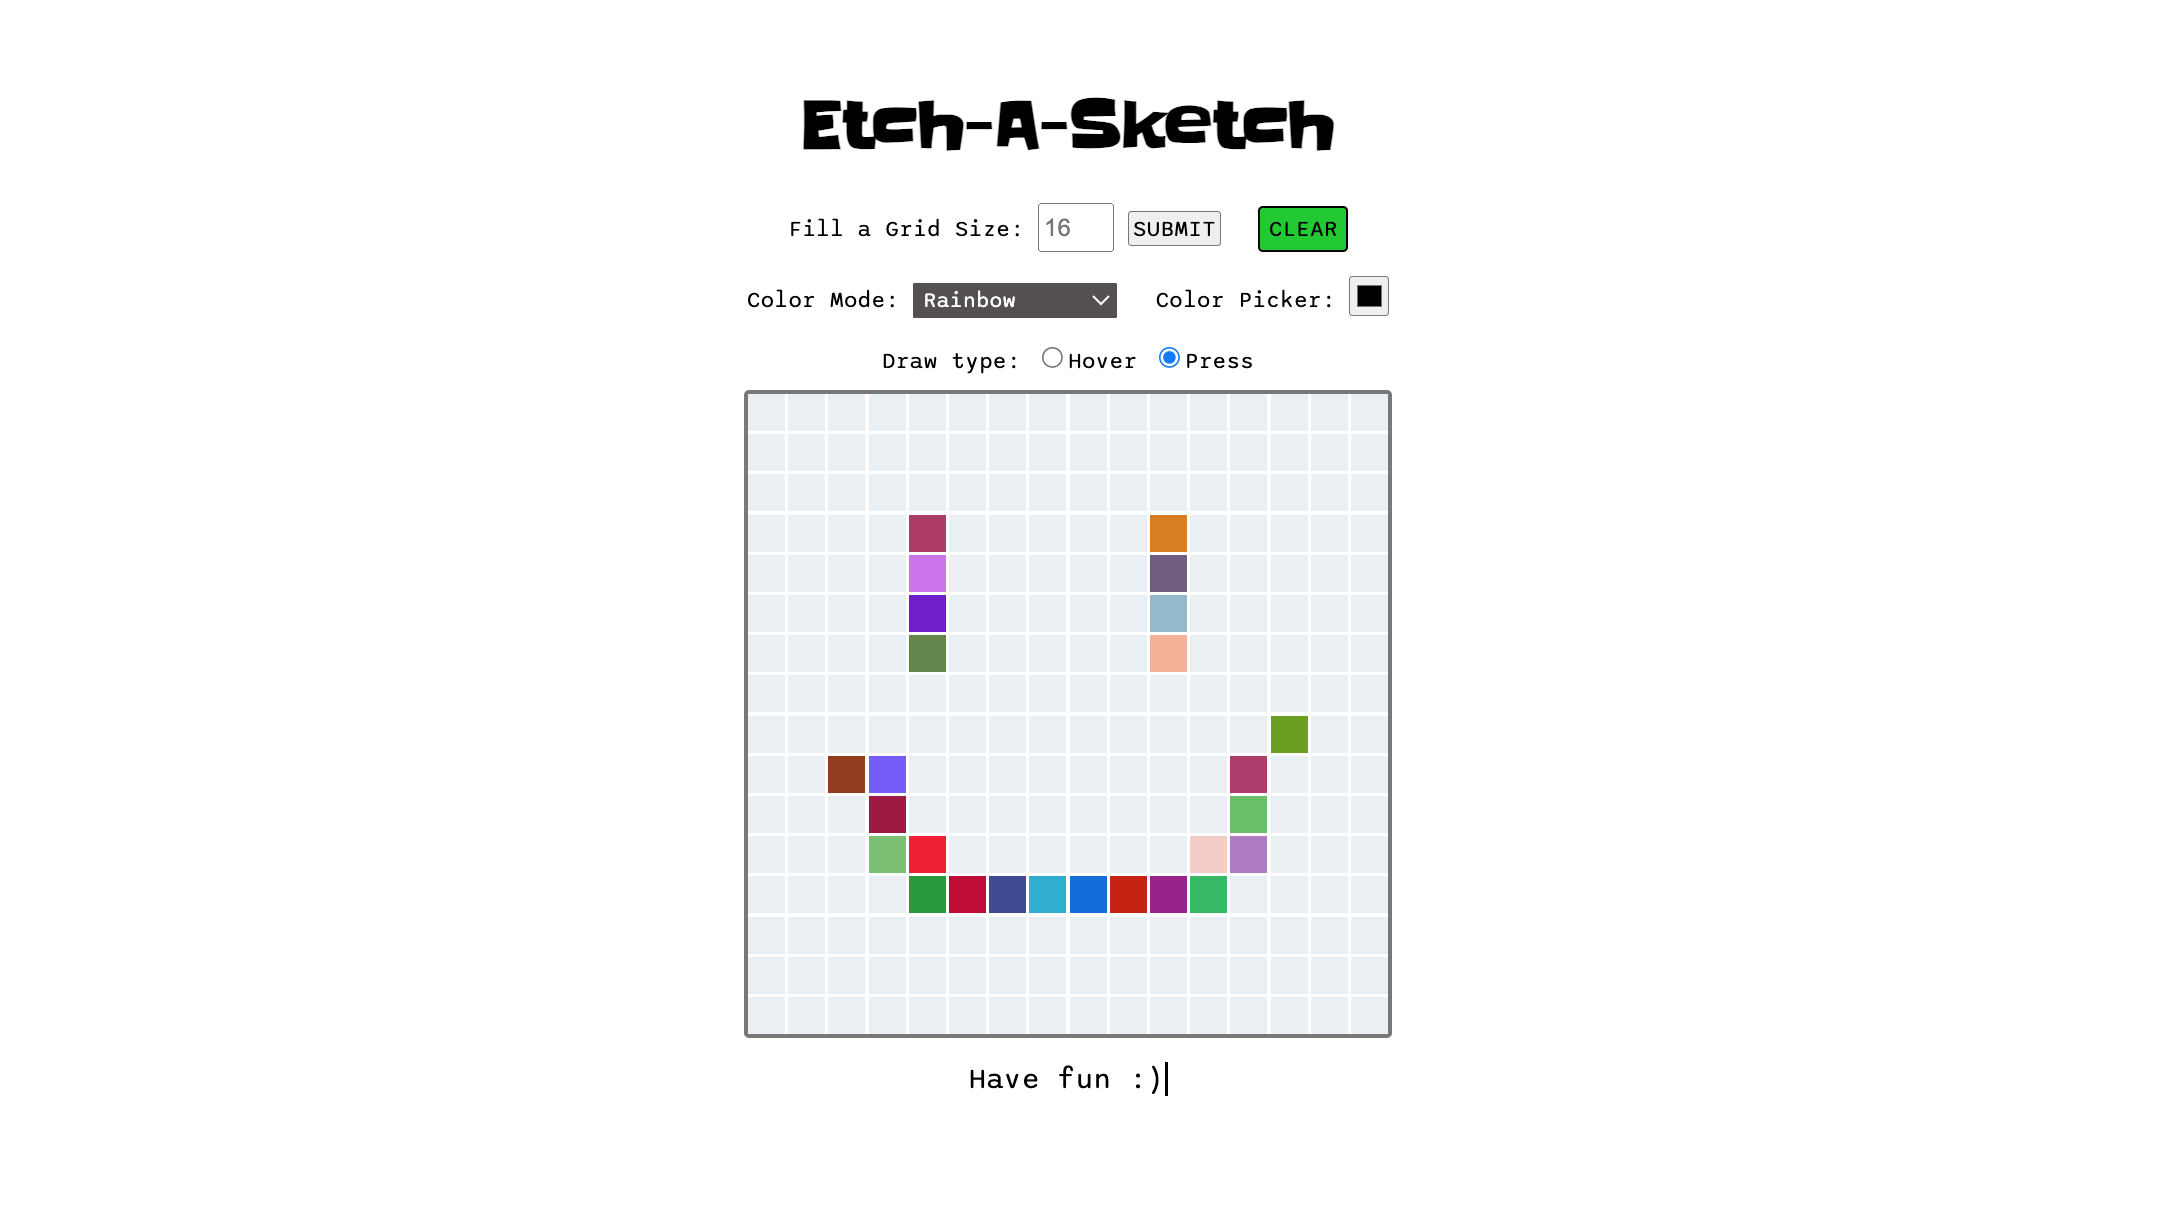 Etch-A-Sketch
Fill a Grid Size: 16 SUBMIT CLEAR
Color Mode: Rainbow Color Picker:
Draw type: Hover Press
Have fun :)